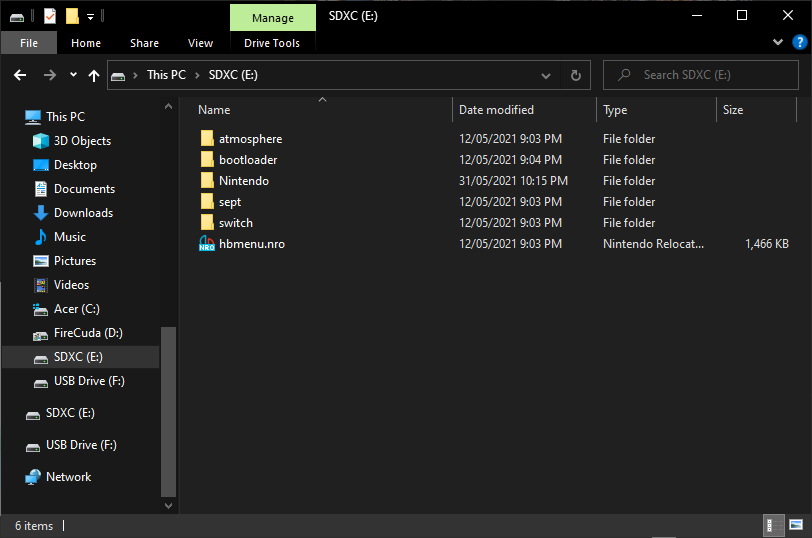 Manage
SDXC (E:)
File Home Share View Drive Tools
This PC > SDXC (E:)
Search SDXC (E:)
Name Date modified Type Size
This PC
3D Objects
Desktop
Documents
Downloads
Music
Pictures
Videos
Acer (C:)
FireCuda (D:)
SDXC (E:)
USB Drive (F:)
SDXC (E:)
USB Drive (F:)
Network
atmosphere 12/05/2021 9:03 PM File folder
bootloader 12/05/2021 9:04 PM File folder
Nintendo 31/05/2021 10:15 PM File folder
sept 12/05/2021 9:03 PM File folder
switch 12/05/2021 9:03 PM File folder
NRO hbmenu.nro 12/05/2021 9:03 PM Nintendo Relocat... 1,466 KB
6 items